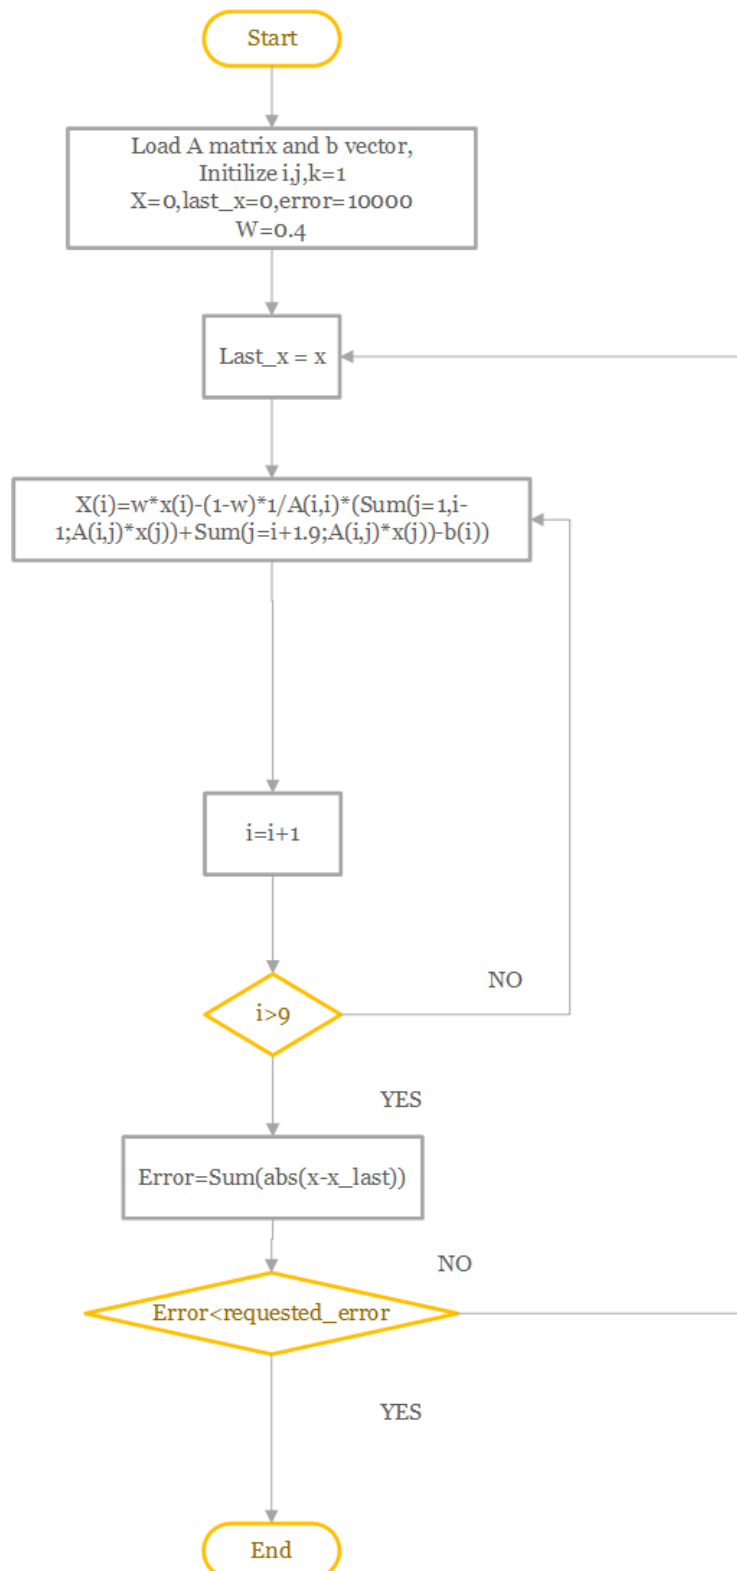 Start
Load A matrix and b vector,
Initilize i,j,k=1
X=0,last_x=0,error=10000
W=0.4
Last_x = x
X(i)=w*x(i)-(1-w)*1/A(i,i)*(Sum(j=1,i-
1;A(i,j)*x(j))+Sum(j=i+1.9;A(i,j)*x(j))-b(i))
i=i+1
i>9
NO
YES
Error=Sum(abs(x-x_last))
NO
Error<requested_error
YES
End